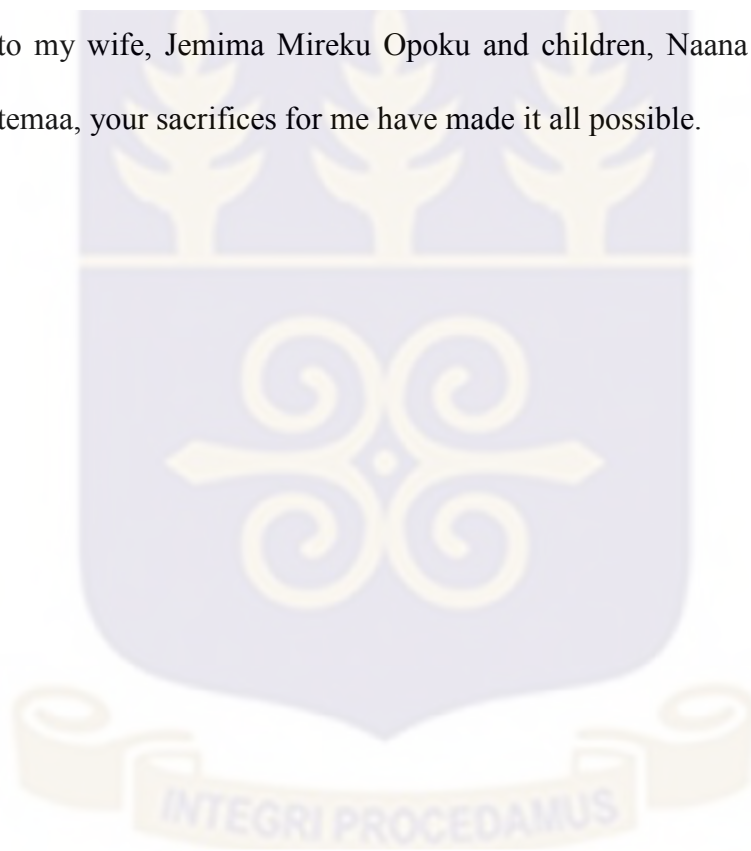 to my wife, Jemima Mireku Opoku and children, Naana
temaa, your sacrifices for me have made it all possible.
INTEGRI PROCEDAMUS